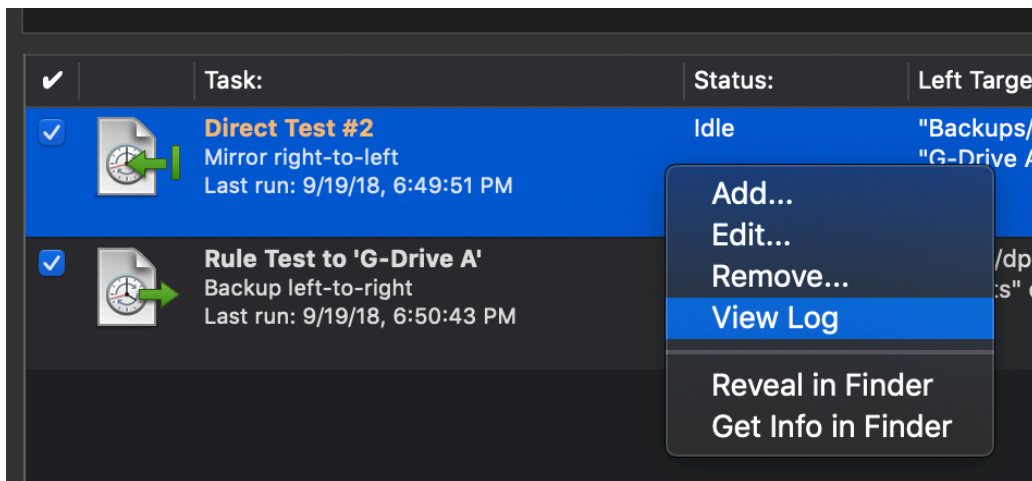 ✔ Task: Status: Left Targe
Direct Test #2 Idle "Backups/
Mirror right-to-left "G-Drive A
Last run: 9/19/18, 6:49:51 PM
Add...
Edit...
Remove...
View Log
Reveal in Finder
Get Info in Finder
Rule Test to 'G-Drive A' /dp
Backup left-to-right :s"
Last run: 9/19/18, 6:50:43 PM